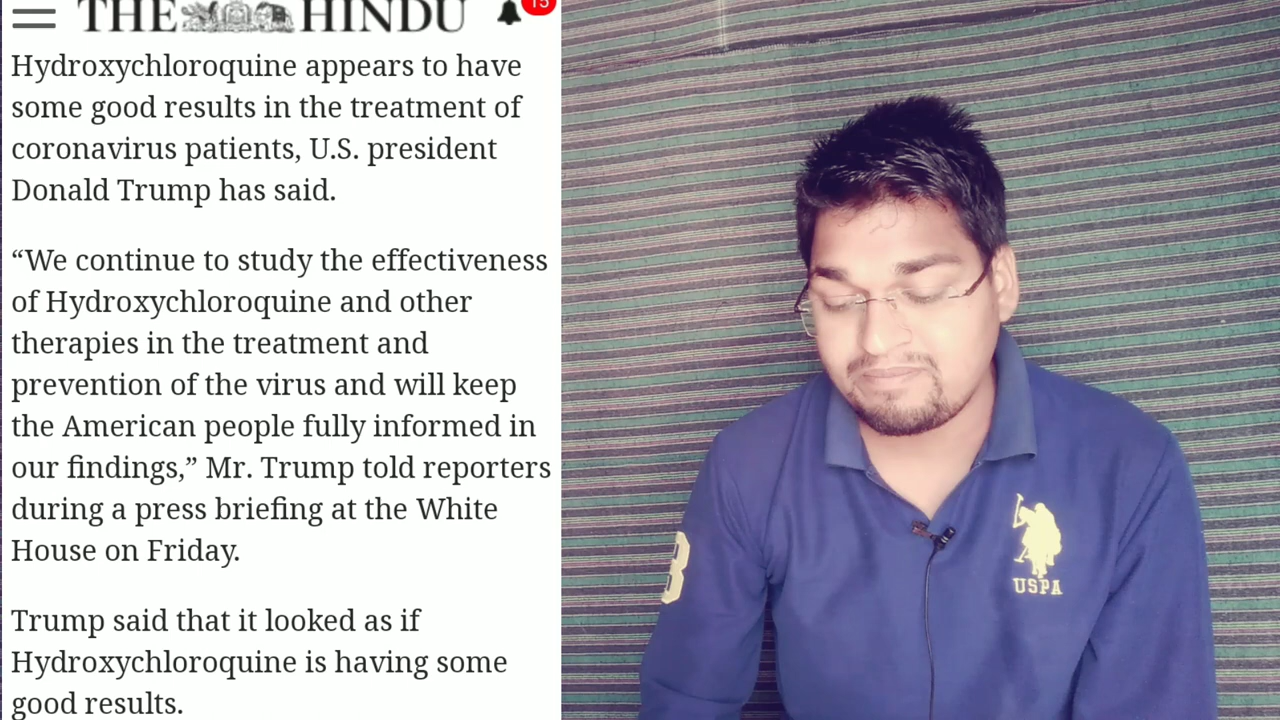 THE HINDU
15
Hydroxychloroquine appears to have
some good results in the treatment of
coronavirus patients, U.S. president
Donald Trump has said.
“We continue to study the effectiveness
of Hydroxychloroquine and other
therapies in the treatment and
prevention of the virus and will keep
the American people fully informed in
our findings,” Mr. Trump told reporters
during a press briefing at the White
House on Friday.
Trump said that it looked as if
Hydroxychloroquine is having some
good results.
3
USPA